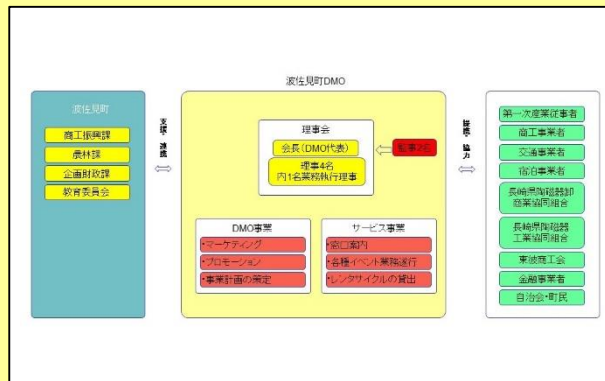 波佐見町
商工振興課
農林課
企画財政課
教育委員会
支援・連携
波佐見町DMO
理事会
会長(DMO代表)
理事4名
内1名業務執行理事
監事2名
DMO事業
・マーケティング
・プロモーション
・事業計画の策定
サービス事業
・窓口案内
・各種イベント業務遂行
・レンタサイクルの貸出
連携・協力
第一次産業従事者
商工事業者
交通事業者
宿泊事業者
長崎県陶磁器卸
商業協同組合
長崎県陶磁器
工業協同組合
東彼商工会
金融事業者
自治会・町民